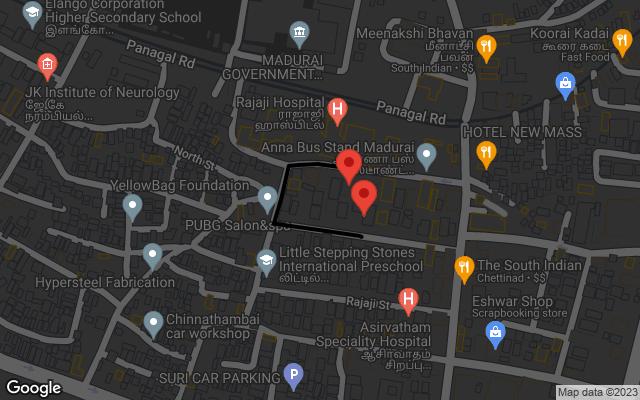 Elango Corporation
Higher Secondary School
இளங்கோ...
Panagal Rd
MADURAI
GOVERNMENT...
Meenakshi Bhavan
மீனாட்சி
பவன்
South Indian • $$
Koorai Kadai
கூரை கடை
Fast Food
JK Institute of Neurology
ஜேகே
நரம்பியல்...
Rajaji Hospital
ராஜாஜி
ஹாஸ்பிடல்
Panagal Rd
HOTEL NEW MASS
Anna Bus Stand Madurai
North St
YellowBag Foundation
PUBG Salon&spa
Little Stepping Stones
International Preschool
லிட்டில்...
The South Indian
Chettinad • $$
Hypersteel Fabrication
Rajaji St
Eshwar Shop
Scrapbooking store
Chinnathambai
car workshop
Asirvatham
Speciality Hospital
ஆசிர்வாதம்
சிறப்பு...
SURI CAR PARKING
P
Google
Map data ©2023